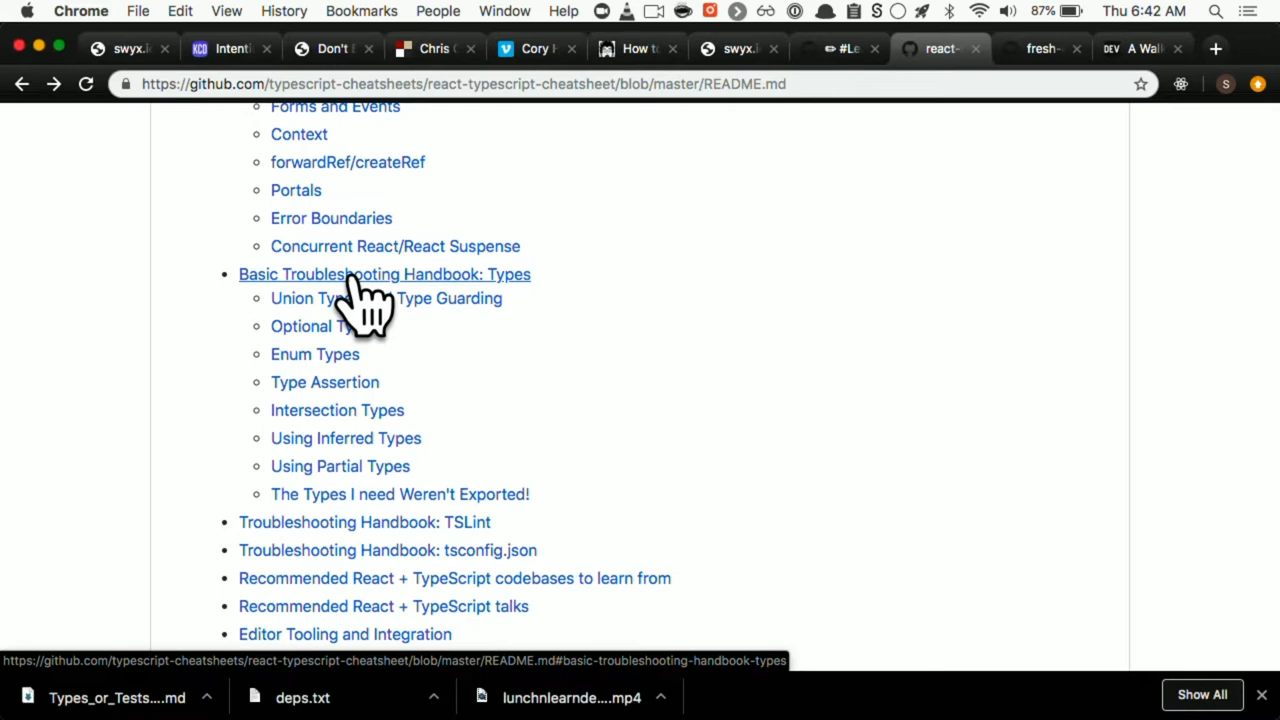 Chrome File Edit View History Bookmarks People Window Help 87% Thu 6:42 AM
swyx.i Intenti Don't Chris Cory H How t swyx.i #Le react- fresh- DEV A Wal
https://github.com/typescript-cheatsheets/react-typescript-cheatsheet/blob/master/README.md S
Forms and Events
Context
forwardRef/createRef
Portals
Error Boundaries
Concurrent React/React Suspense
Basic Troubleshooting Handbook: Types
Union Typ Type Guarding
Optional Ty
Enum Types
Type Assertion
Intersection Types
Using Inferred Types
Using Partial Types
The Types I need Weren't Exported!
Troubleshooting Handbook: TSLint
Troubleshooting Handbook: tsconfig.json
Recommended React + TypeScript codebases to learn from
Recommended React + TypeScript talks
Editor Tooling and Integration
https://github.com/typescript-cheatsheets/react-typescript-cheatsheet/blob/master/README.md#basic-troubleshooting-handbook-types
Types_or_Tests....md deps.txt lunchnlearnde....mp4 Show All